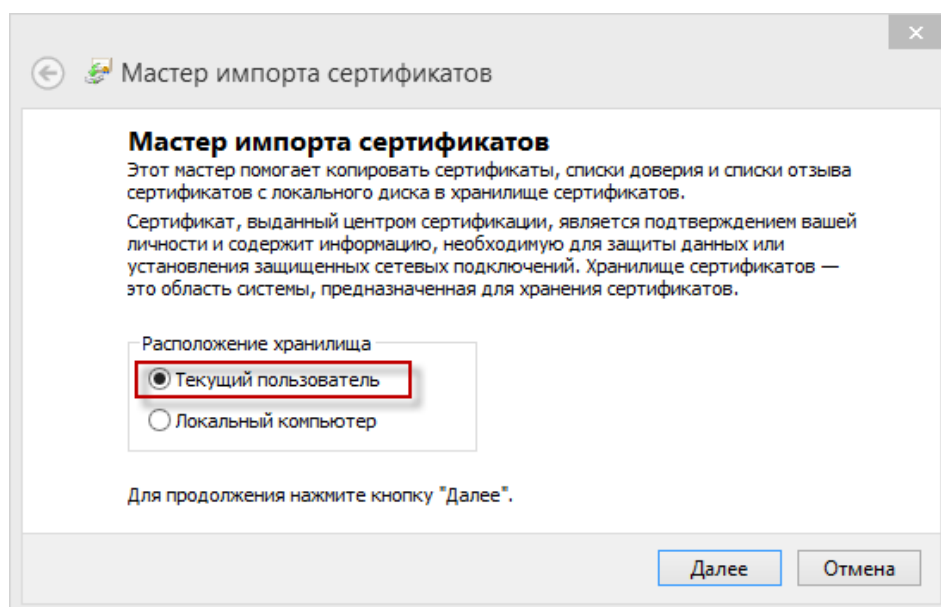 Мастер импорта сертификатов
Мастер импорта сертификатов
Этот мастер помогает копировать сертификаты, списки доверия и списки отзыва
сертификатов с локального диска в хранилище сертификатов.
Сертификат, выданный центром сертификации, является подтверждением вашей
личности и содержит информацию, необходимую для защиты данных или
установления защищенных сетевых подключений. Хранилище сертификатов —
это область системы, предназначенная для хранения сертификатов.
Расположение хранилища
Текущий пользователь
Локальный компьютер
Для продолжения нажмите кнопку "Далее".
Далее Отмена